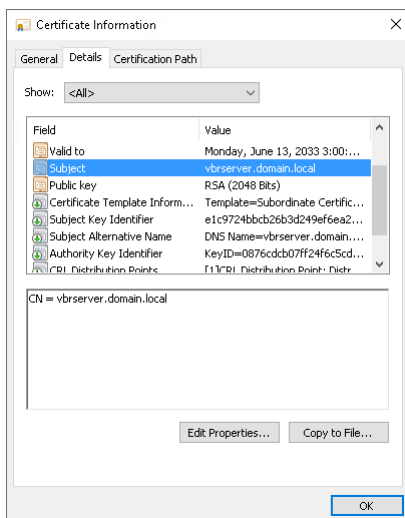 Certificate Information
General Details Certification Path
Show: <All>
Field Value
Valid to Monday, June 13, 2033 3:00:...
Subject vbrserver.domain.local
Public key RSA (2048 Bits)
Certificate Template Inform... Template=Subordinate Certific...
Subject Key Identifier e1c9724bbcb26b3d249ef6ea2...
Subject Alternative Name DNS Name=vbrserver.domain....
Authority Key Identifier KeyID=0876cdcb07ff24f6c5cd...
CRL Distribution Points [1]CRL Distribution Point: Distr...
CN = vbrserver.domain.local
Edit Properties... Copy to File...
OK